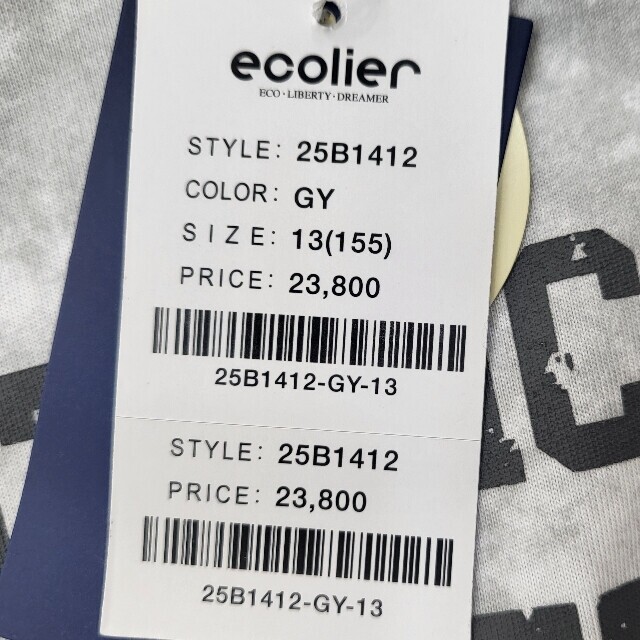 ecolier
ECO·LIBERTY·DREAMER
STYLE: 25B1412
COLOR: GY
SIZE: 13(155)
PRICE: 23,800
25B1412-GY-13
STYLE: 25B1412
PRICE: 23,800
25B1412-GY-13